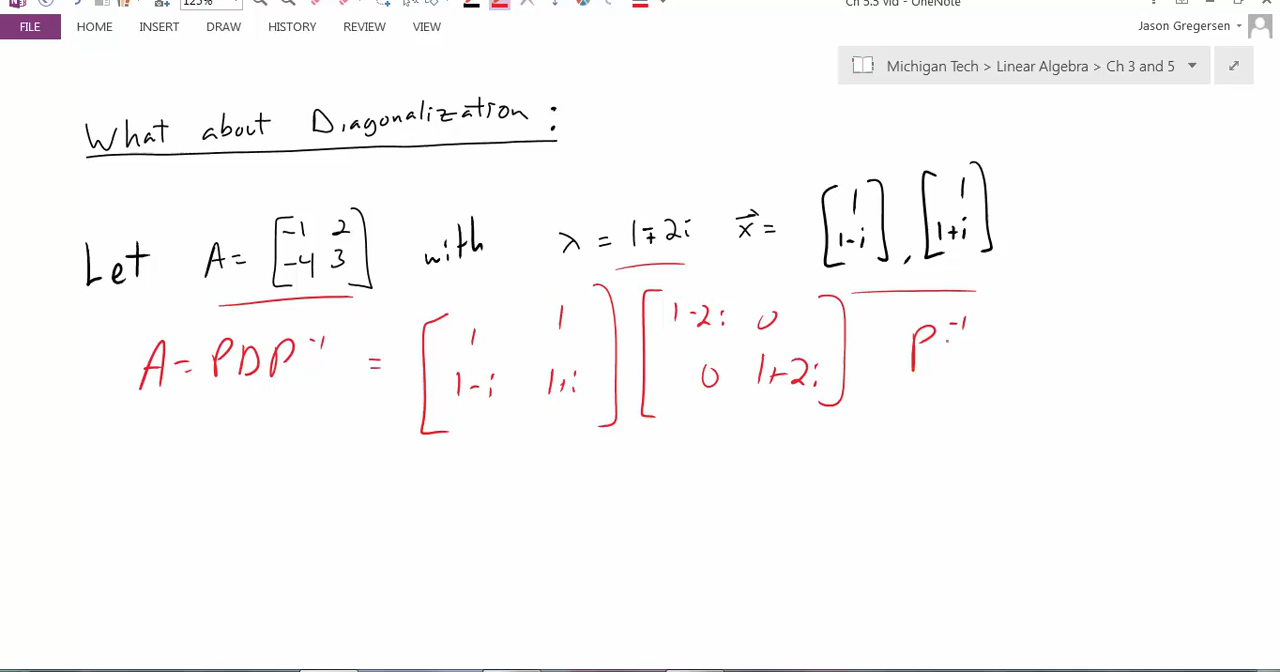 125%
Ch 5.5 vid - OneNote
FILE HOME INSERT DRAW HISTORY REVIEW VIEW
Jason Gregersen
Michigan Tech > Linear Algebra > Ch 3 and 5
What about Diagonalization :
Let A = [-1 2; -4 3] with λ = 1∓2i x⃗ = [1; 1-i] , [1; 1+i]
A = PDP⁻¹ = [1 1; 1-i 1+i] [1-2i 0; 0 1+2i] P⁻¹